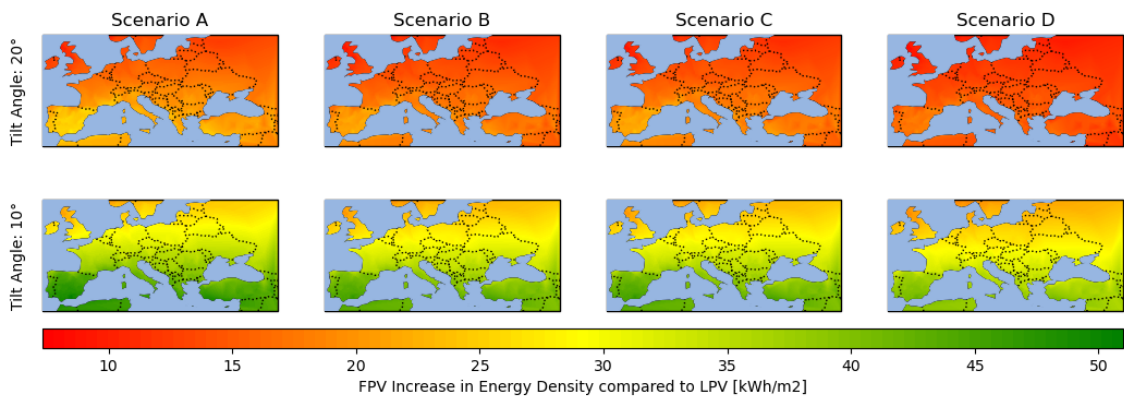 Scenario A
Scenario B
Scenario C
Scenario D
Tilt Angle: 20°
Tilt Angle: 10°
10 15 20 25 30 35 40 45 50
FPV Increase in Energy Density compared to LPV [kWh/m2]